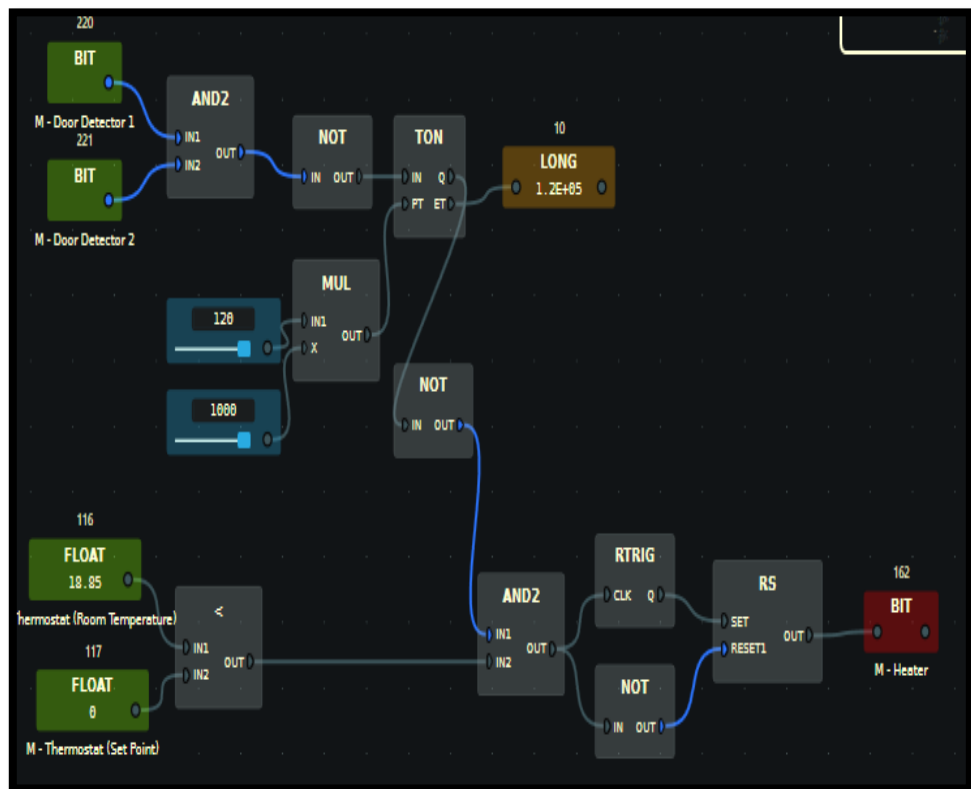 220
BIT
M - Door Detector 1
221
BIT
M - Door Detector 2
AND2
IN1
IN2
OUT
NOT
IN OUT
TON
IN Q
PT ET
10
LONG
1.2E+05
120
1000
MUL
IN1
X
OUT
NOT
IN OUT
116
FLOAT
18.85
hermostat (Room Temperature)
117
FLOAT
0
M - Thermostat (Set Point)
<
IN1
IN2
OUT
AND2
IN1
IN2
OUT
RTRIG
CLK Q
NOT
IN OUT
RS
SET
RESET1
OUT
162
BIT
M - Heater